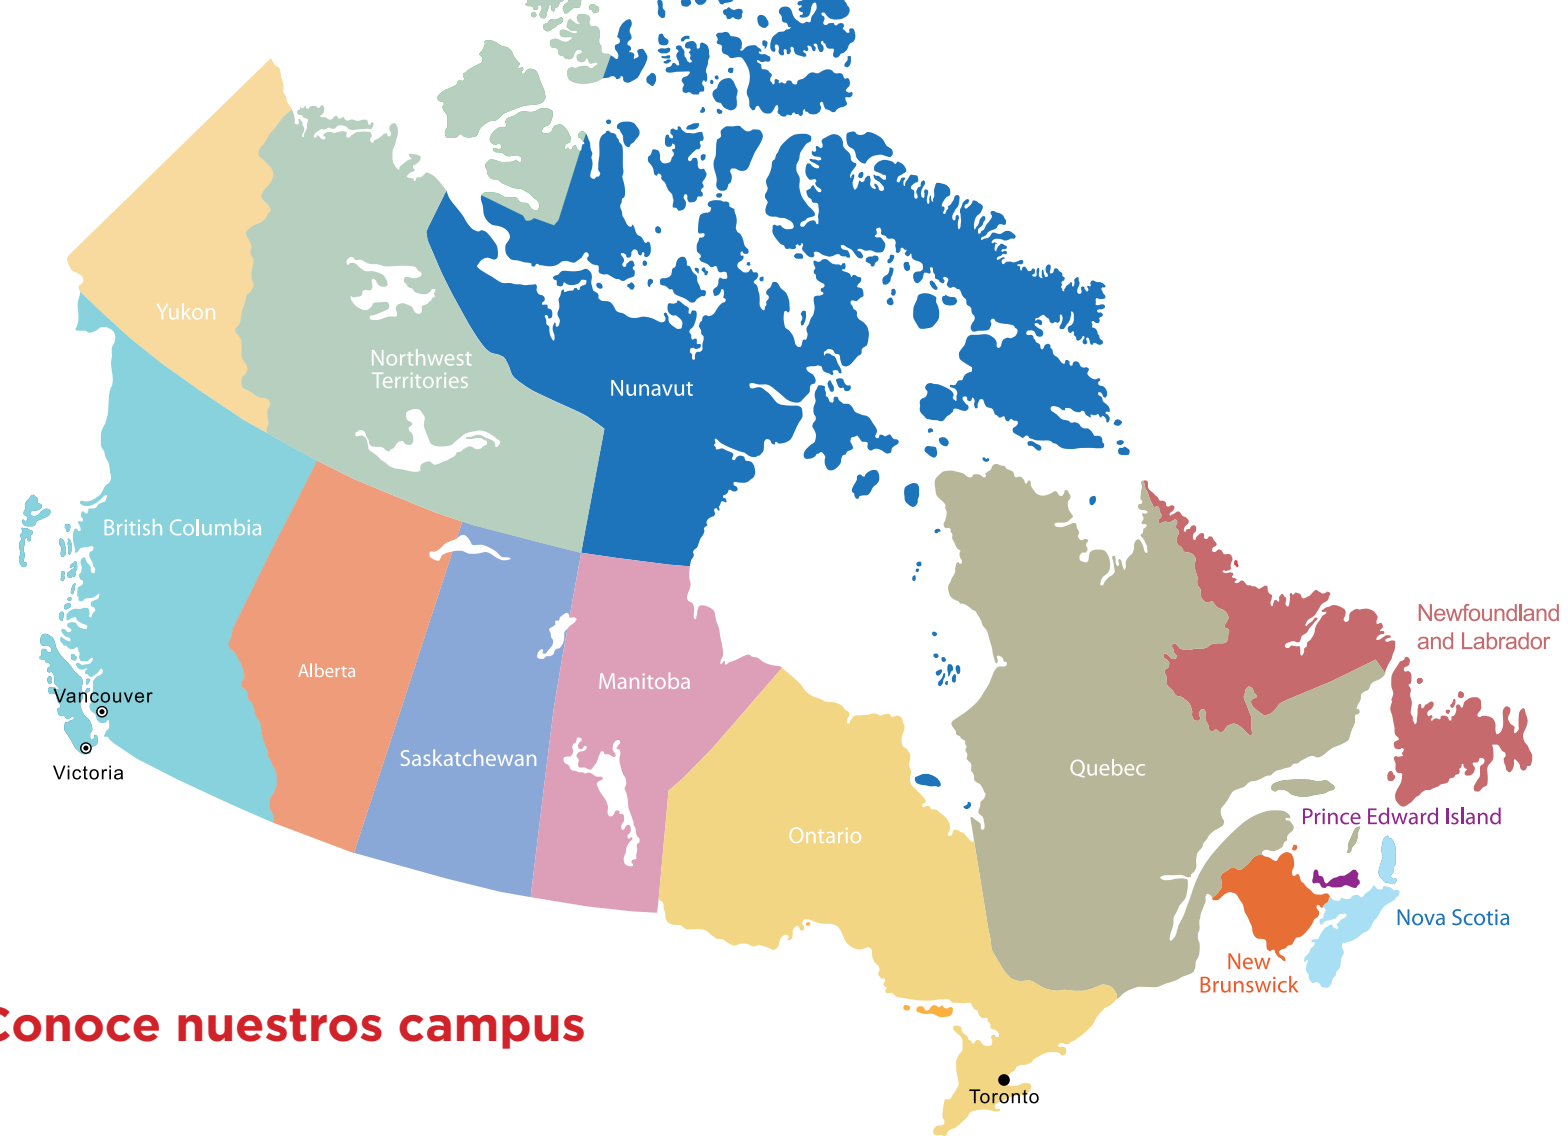 Yukon
Northwest
Territories
Nunavut
British Columbia
Alberta
Saskatchewan
Manitoba
Ontario
Quebec
Newfoundland
and Labrador
Prince Edward Island
Nova Scotia
New
Brunswick
Vancouver
Victoria
Toronto
Conoce nuestros campus